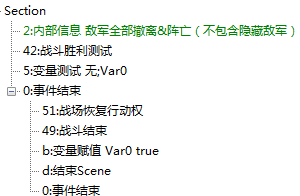 Section
2:内部信息 敌军全部撤离&阵亡（不包含隐藏敌军）
42:战斗胜利测试
5:变量测试 无;Var0
0:事件结束
51:战场恢复行动权
49:战斗结束
b:变量赋值 Var0 true
d:结束Scene
0:事件结束